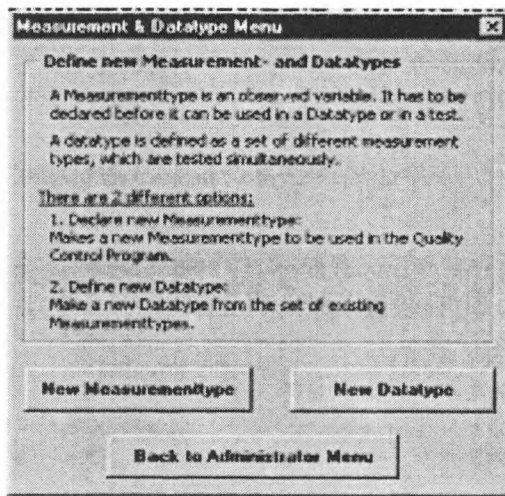 Measurement & Datatype Menu
Define new Measurement- and Datatypes
A Measurementtype is an observed variable. It has to be
declared before it can be used in a Datatype or in a test.
A datatype is defined as a set of different measurement
types, which are tested simultaneously.
There are 2 different options:
1. Declare new Measurementtype:
Makes a new Measurementtype to be used in the Quality
Control Program.
2. Define new Datatype:
Make a new Datatype from the set of existing
Measurementtypes.
New Measurementtype
New Datatype
Back to Administrator Menu